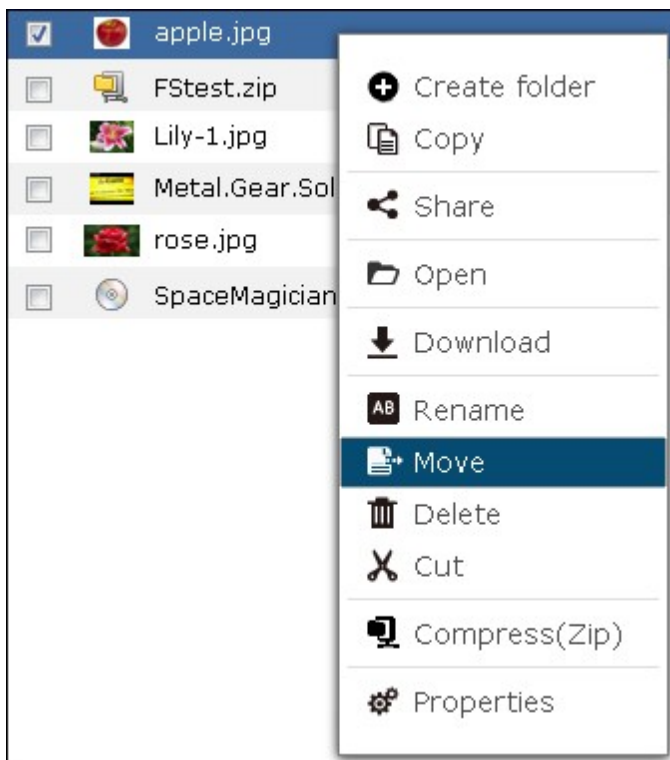 apple.jpg
FStest.zip
Lily-1.jpg
Metal.Gear.Sol
rose.jpg
SpaceMagician
Create folder
Copy
Share
Open
Download
AB Rename
Move
Delete
Cut
Compress(Zip)
Properties